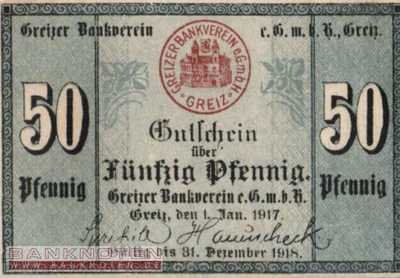 Greizer Bankverein e.G.m.b.H., Greiz.
GREIZER BANKVEREIN e.G.m.b.H.
GREIZ
50 50
Pfennig Pfennig
Gutschein
über
Fünfzig Pfennig.
Greizer Bankverein e.G.m.b.H.
Greiz, den 1. Jan. 1917.
Gültig bis 31. Dezember 1918.
BANKNOTEN